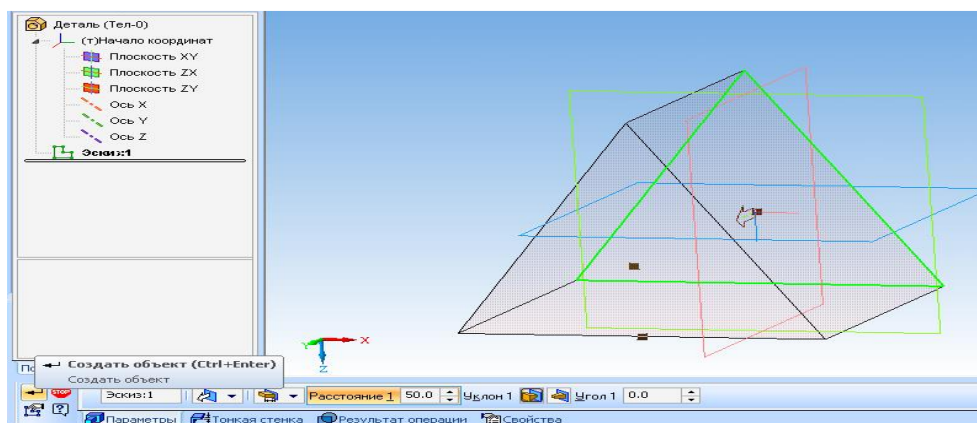 Деталь (Тел-0)
(т)Начало координат
Плоскость XY
Плоскость ZX
Плоскость ZY
Ось X
Ось Y
Ось Z
Эскиз:1
X
Y
Z
Создать объект (Ctrl+Enter)
Создать объект
STOP Эскиз:1 Расстояние 1 50.0 Уклон 1 Угол 1 0.0
Параметры Тонкая стенка Результат операции Свойства